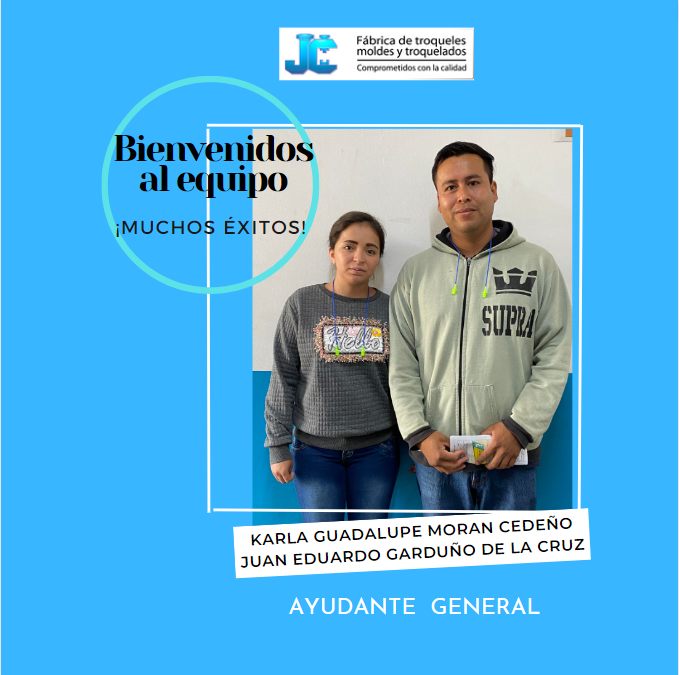 JC
Fábrica de troqueles
moldes y troquelados
Comprometidos con la calidad
Bienvenidos
al equipo
¡MUCHOS ÉXITOS!
SUPRA
Hello
KARLA GUADALUPE MORAN CEDEÑO
JUAN EDUARDO GARDUÑO DE LA CRUZ
AYUDANTE GENERAL